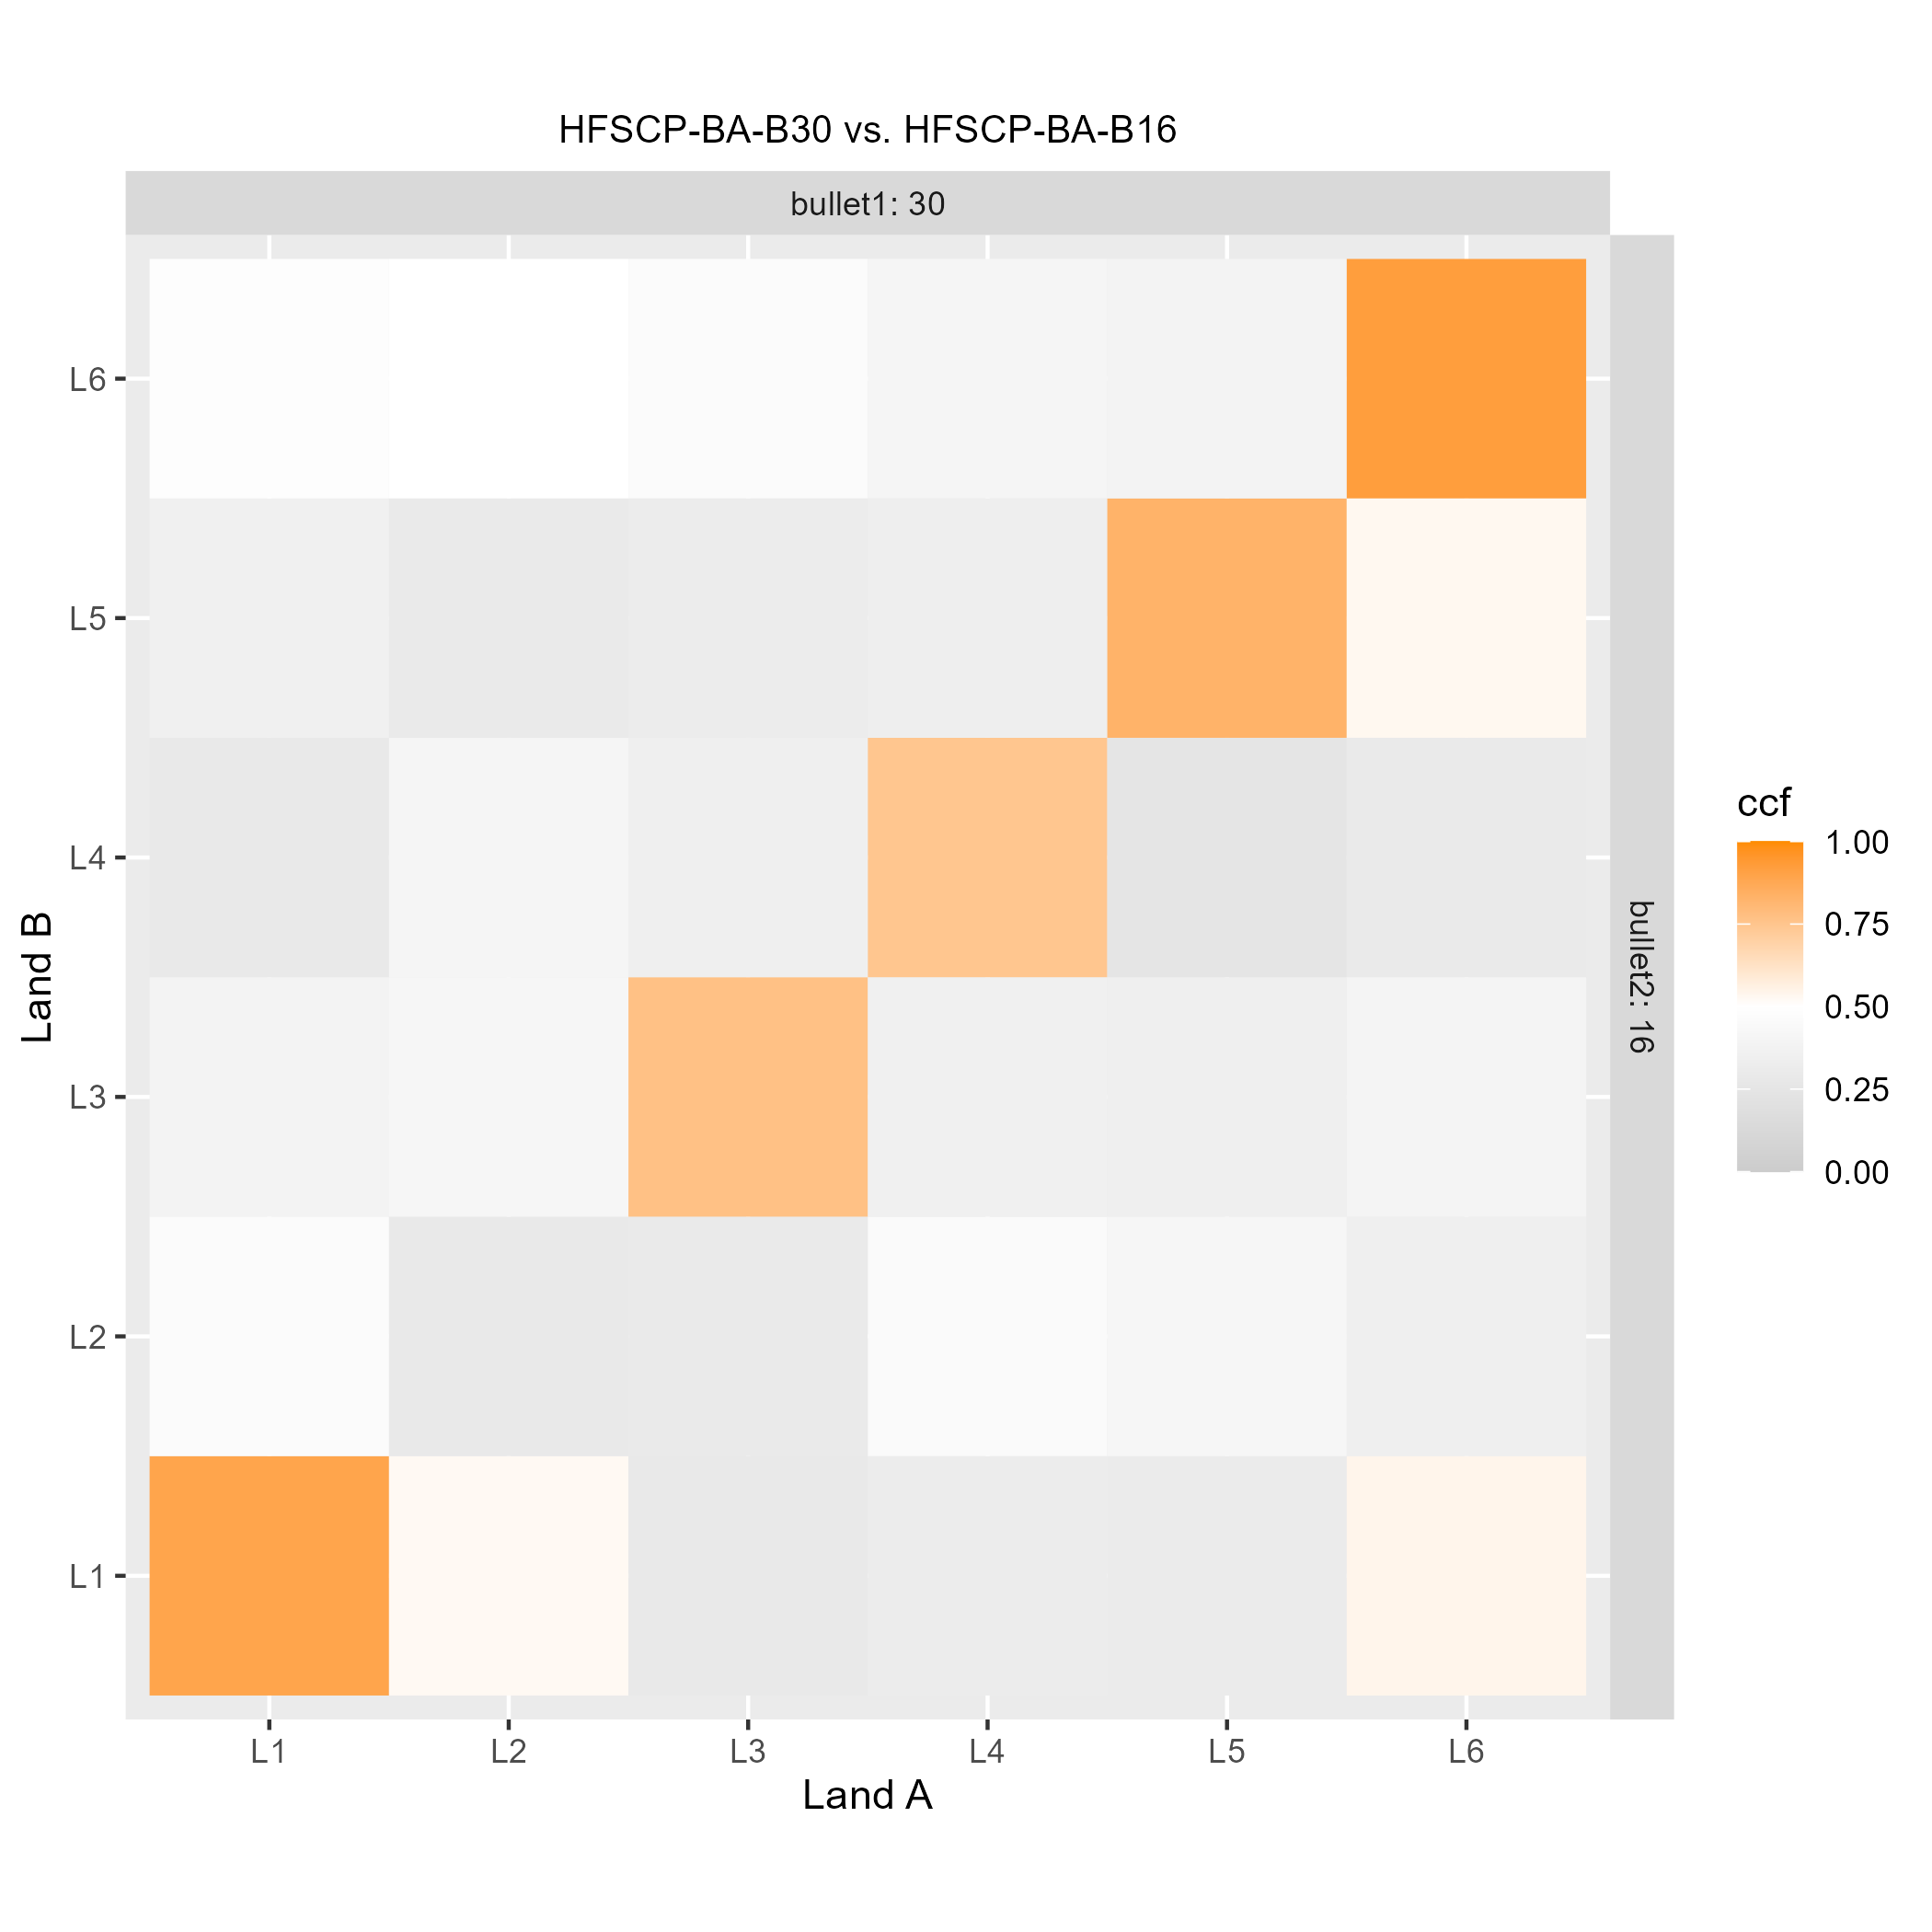 HFSCP-BA-B30 vs. HFSCP-BA-B16
bullet1: 30
L6
L5
L4
L3
L2
L1
Land B
bullet2: 16
L1 L2 L3 L4 L5 L6
Land A
ccf
1.00
0.75
0.50
0.25
0.00